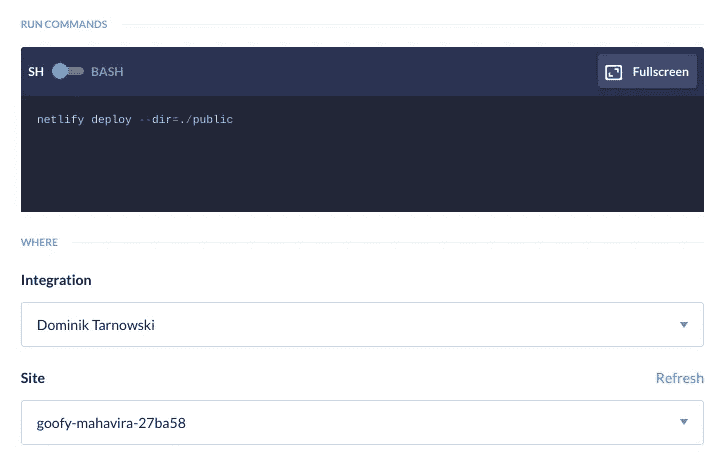 RUN COMMANDS
SH BASH Fullscreen
netlify deploy --dir=./public
WHERE
Integration
Dominik Tarnowski
Site Refresh
goofy-mahavira-27ba58